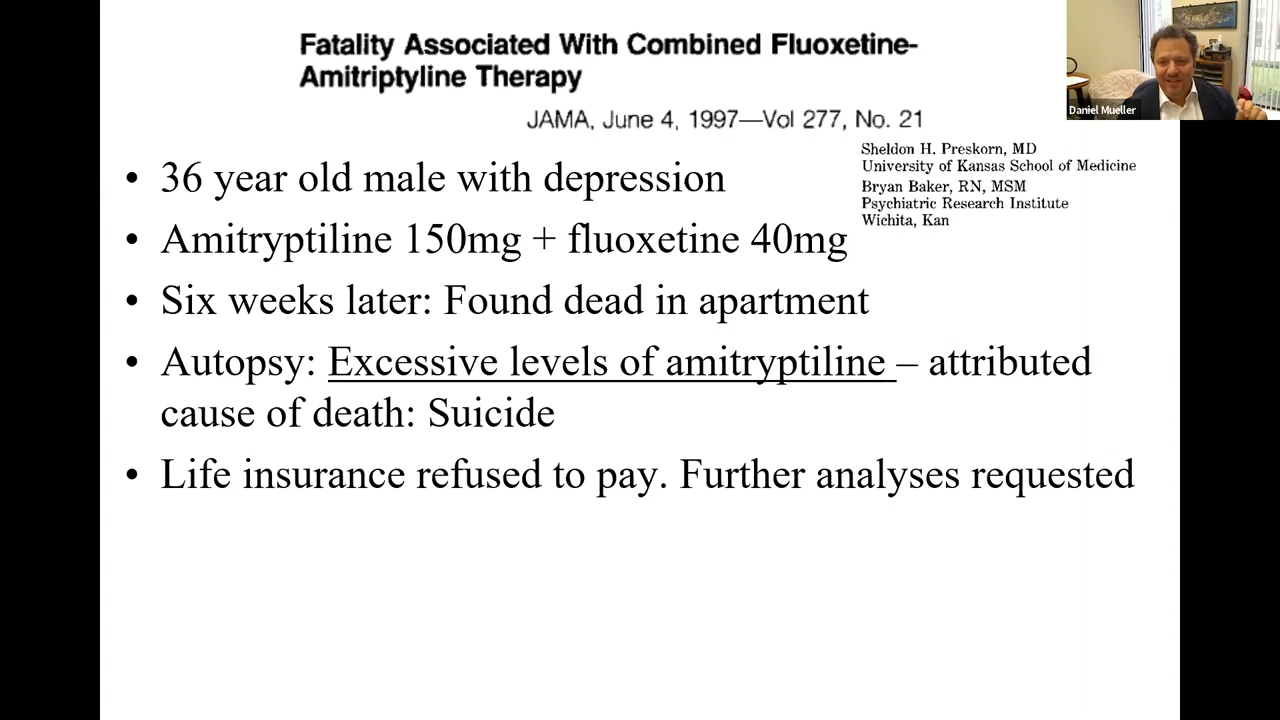 Fatality Associated With Combined Fluoxetine-
Amitriptyline Therapy
JAMA, June 4, 1997—Vol 277, No. 21
Daniel Mueller
Sheldon H. Preskorn, MD
University of Kansas School of Medicine
Bryan Baker, RN, MSM
Psychiatric Research Institute
Wichita, Kan
• 36 year old male with depression
• Amitryptiline 150mg + fluoxetine 40mg
• Six weeks later: Found dead in apartment
• Autopsy: Excessive levels of amitryptiline – attributed
cause of death: Suicide
• Life insurance refused to pay. Further analyses requested